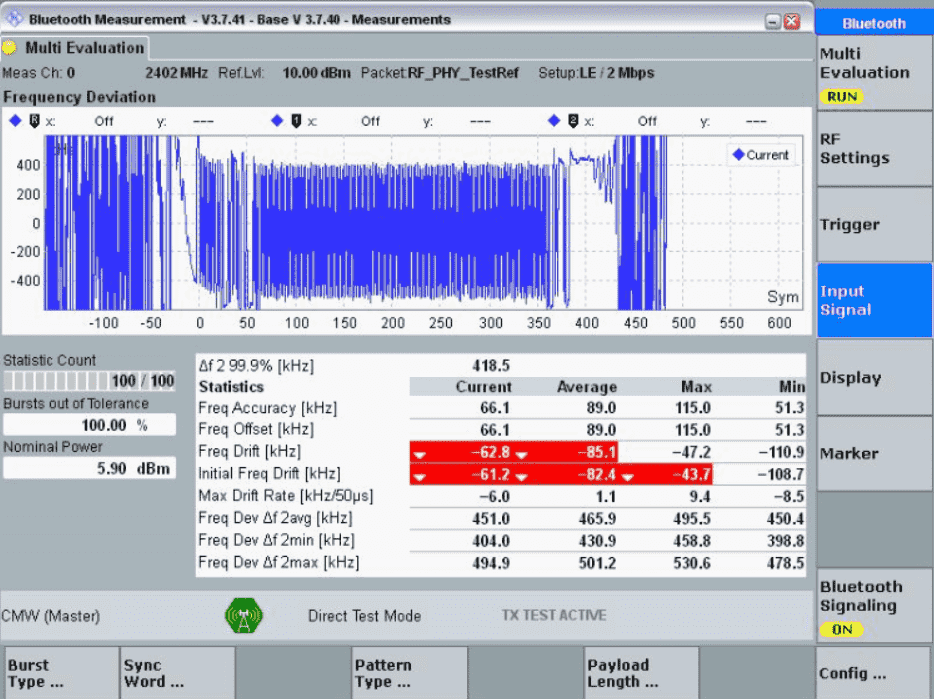 Bluetooth Measurement - V3.7.41 - Base V 3.7.40 - Measurements
Bluetooth
Multi Evaluation
Multi Evaluation
RUN
Meas Ch: 0 2402 MHz Ref.Lvl: 10.00 dBm Packet:RF_PHY_TestRef Setup:LE / 2 Mbps
Frequency Deviation
R x: Off y: --- 1 x: Off y: --- 2 x: Off y: ---
Current
400
200
0
-200
-400
Sym
-100 -50 0 50 100 150 200 250 300 350 400 450 500 550 600
RF Settings
Trigger
Input Signal
Display
Marker
Statistic Count
100 / 100
Bursts out of Tolerance
100.00 %
Nominal Power
5.90 dBm
Δf 2 99.9% [kHz] 418.5
Statistics Current Average Max Min
Freq Accuracy [kHz] 66.1 89.0 115.0 51.3
Freq Offset [kHz] 66.1 89.0 115.0 51.3
Freq Drift [kHz] −62.8 −85.1 −47.2 −110.9
Initial Freq Drift [kHz] −61.2 −82.4 −43.7 −108.7
Max Drift Rate [kHz/50µs] −6.0 1.1 9.4 −8.5
Freq Dev Δf 2avg [kHz] 451.0 465.9 495.5 450.4
Freq Dev Δf 2min [kHz] 404.0 430.9 458.8 398.8
Freq Dev Δf 2max [kHz] 494.9 501.2 530.6 478.5
CMW (Master) Direct Test Mode TX TEST ACTIVE
Bluetooth Signaling
ON
Burst Type ...
Sync Word ...
Pattern Type ...
Payload Length ...
Config ...